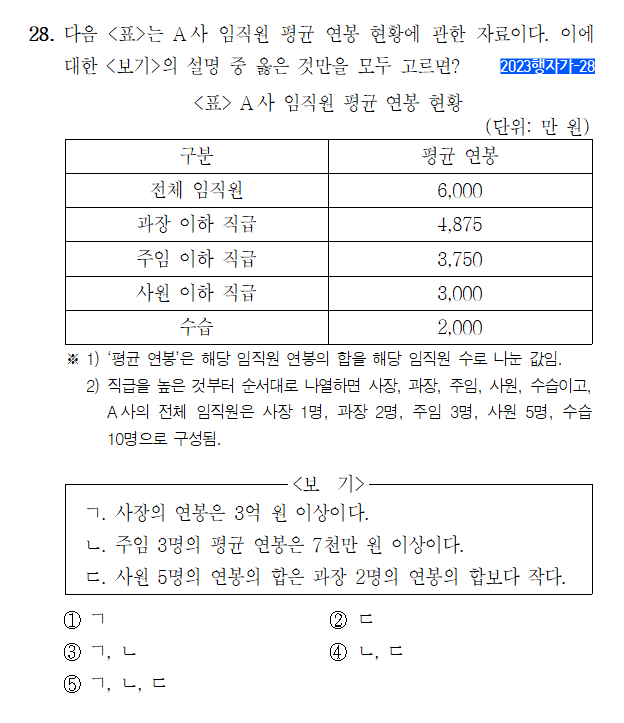 28. 다음 <표>는 A사 임직원 평균 연봉 현황에 관한 자료이다. 이에
대한 <보기>의 설명 중 옳은 것만을 모두 고르면? 2023행자가-28
<표> A사 임직원 평균 연봉 현황
(단위: 만 원)
구분 평균 연봉
전체 임직원 6,000
과장 이하 직급 4,875
주임 이하 직급 3,750
사원 이하 직급 3,000
수습 2,000
※ 1) ‘평균 연봉’은 해당 임직원 연봉의 합을 해당 임직원 수로 나눈 값임.
2) 직급을 높은 것부터 순서대로 나열하면 사장, 과장, 주임, 사원, 수습이고,
A사의 전체 임직원은 사장 1명, 과장 2명, 주임 3명, 사원 5명, 수습
10명으로 구성됨.
<보 기>
ㄱ. 사장의 연봉은 3억 원 이상이다.
ㄴ. 주임 3명의 평균 연봉은 7천만 원 이상이다.
ㄷ. 사원 5명의 연봉의 합은 과장 2명의 연봉의 합보다 작다.
① ㄱ ② ㄷ
③ ㄱ, ㄴ ④ ㄴ, ㄷ
⑤ ㄱ, ㄴ, ㄷ